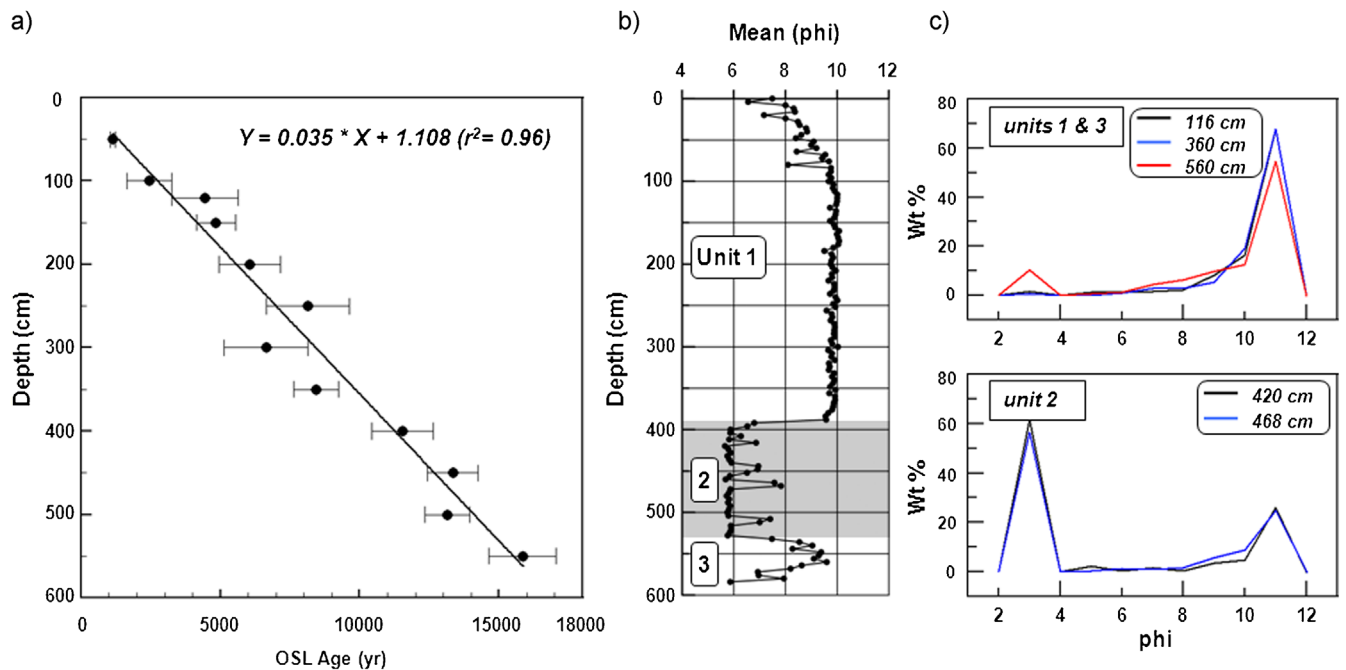 a)
Y = 0.035 * X + 1.108 (r²= 0.96)
0
100
200
300
400
500
600
Depth (cm)
0
5000
10000
15000
18000
OSL Age (yr)
b)
Mean (phi)
4
6
8
10
12
0
100
200
300
400
500
600
Depth (cm)
Unit 1
2
3
c)
units 1 & 3
116 cm
360 cm
560 cm
80
60
40
20
0
Wt %
2
4
6
8
10
12
unit 2
420 cm
468 cm
80
60
40
20
0
Wt %
2
4
6
8
10
12
phi